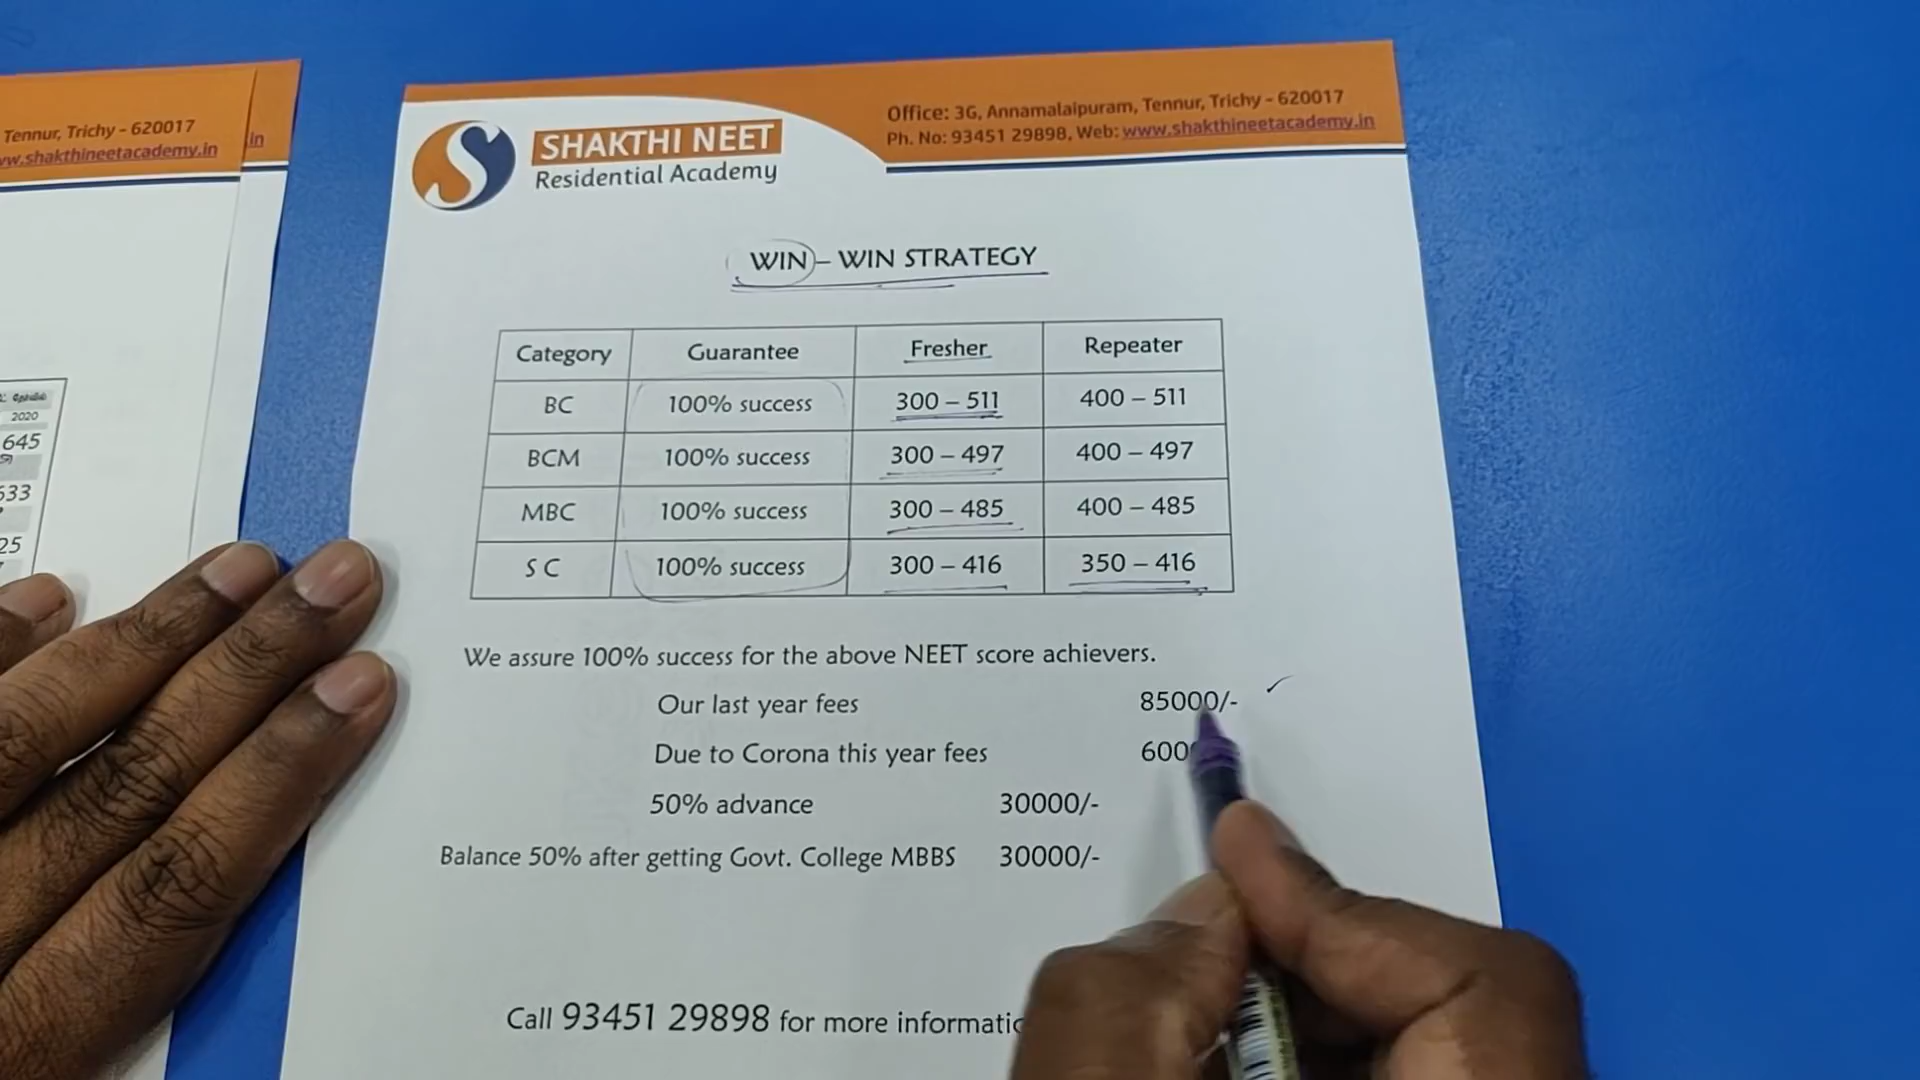 Tennur, Trichy - 620017
ww.shakthineetacademy.in
in
2020
645
633
25
SHAKTHI NEET
Residential Academy
Office: 3G, Annamalaipuram, Tennur, Trichy - 620017
Ph. No: 93451 29898, Web: www.shakthineetacademy.in
WIN – WIN STRATEGY
Category Guarantee Fresher Repeater
BC 100% success 300 – 511 400 – 511
BCM 100% success 300 – 497 400 – 497
MBC 100% success 300 – 485 400 – 485
S C 100% success 300 – 416 350 – 416
We assure 100% success for the above NEET score achievers.
Our last year fees 85000/-
Due to Corona this year fees 600
50% advance 30000/-
Balance 50% after getting Govt. College MBBS 30000/-
Call 93451 29898 for more informatio